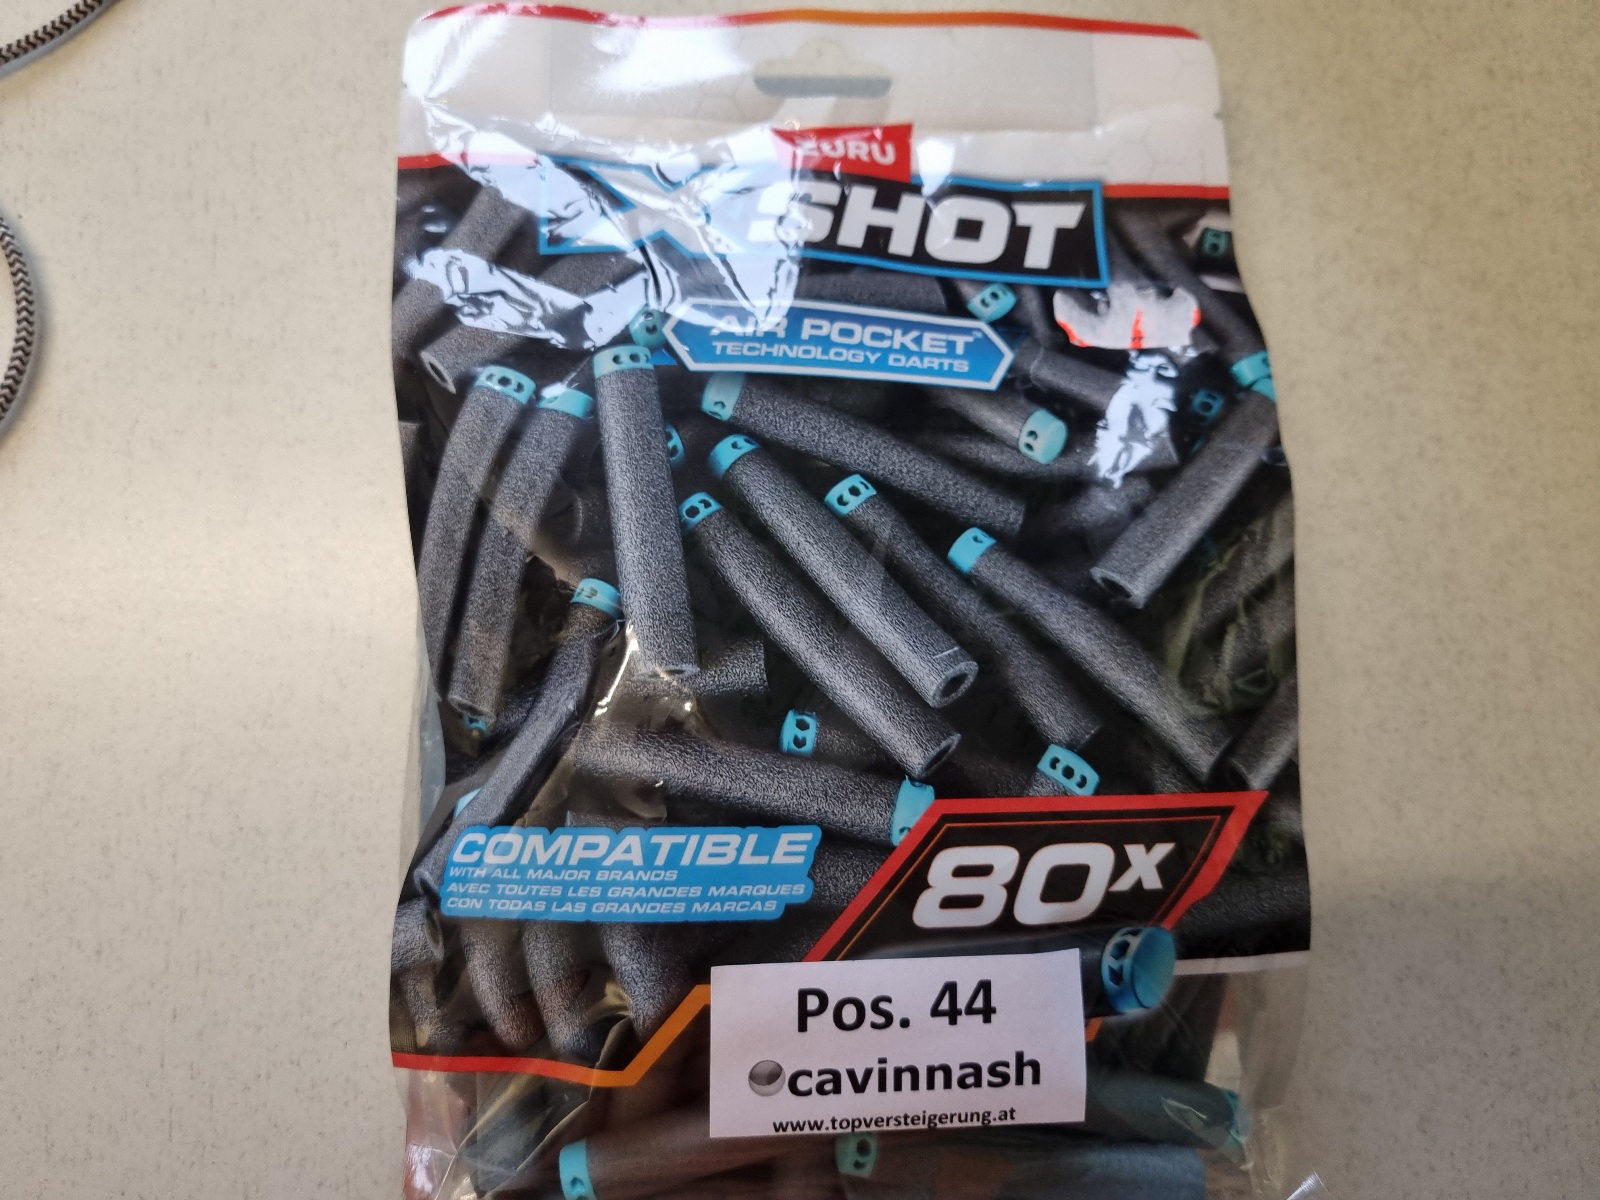 ZURU
X SHOT
AIR POCKET™
TECHNOLOGY DARTS
COMPATIBLE
WITH ALL MAJOR BRANDS
AVEC TOUTES LES GRANDES MARQUES
CON TODAS LAS GRANDES MARCAS
80X
Pos. 44
cavinnash
www.topversteigerung.at